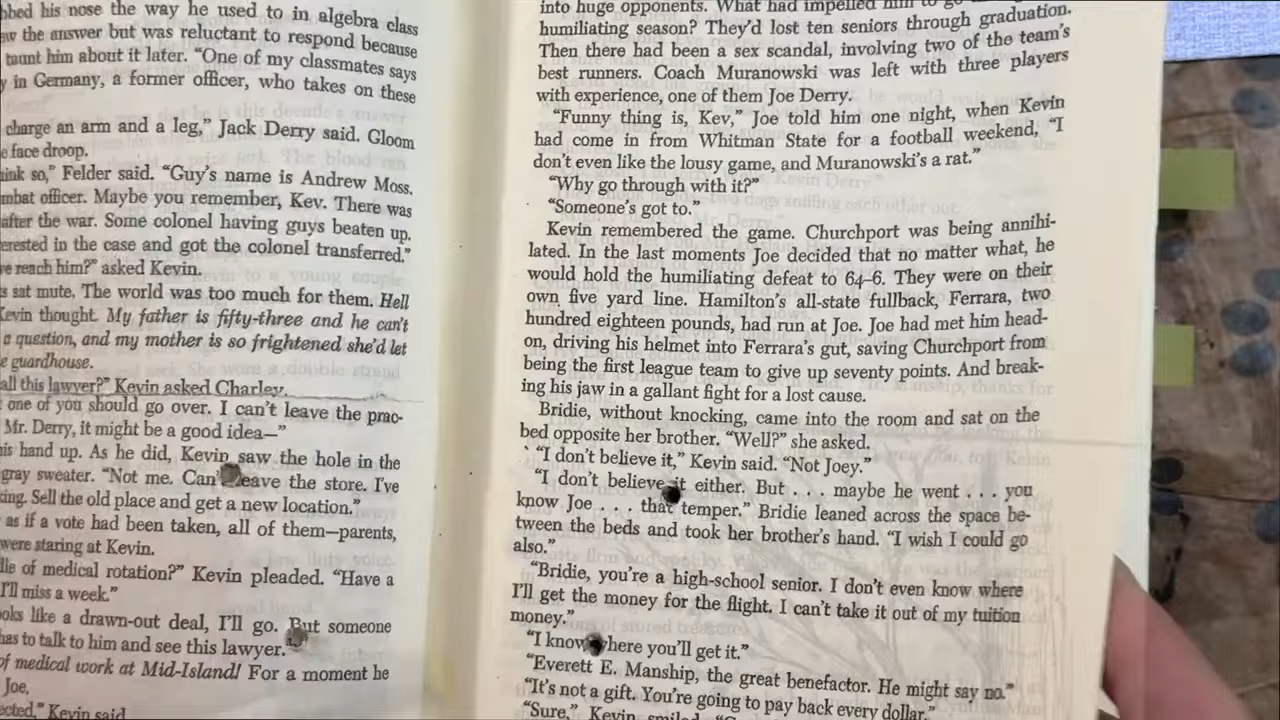 bbed his nose the way he used to in algebra class
aw the answer but was reluctant to respond because
taunt him about it later. “One of my classmates says
y in Germany, a former officer, who takes on these
charge an arm and a leg,” Jack Derry said. Gloom
e face droop.
ink so,” Felder said. “Guy’s name is Andrew Moss.
mbat officer. Maybe you remember, Kev. There was
after the war. Some colonel having guys beaten up.
erested in the case and got the colonel transferred.”
ve reach him?” asked Kevin.
s sat mute. The world was too much for them. Hell
Kevin thought. My father is fifty-three and he can’t
a question, and my mother is so frightened she’d let
e guardhouse.
all this lawyer?” Kevin asked Charley.
one of you should go over. I can’t leave the prac-
Mr. Derry, it might be a good idea—”
his hand up. As he did, Kevin saw the hole in the
gray sweater. “Not me. Can’ leave the store. I’ve
king. Sell the old place and get a new location.”
as if a vote had been taken, all of them—parents,
were staring at Kevin.
lle of medical rotation?” Kevin pleaded. “Have a
I’ll miss a week.”
ooks like a drawn-out deal, I’ll go. But someone
has to talk to him and see this lawyer.”
of medical work at Mid-Island! For a moment he
Joe,
ected,” Kevin said
into huge opponents. What had impelled him to go
humiliating season? They’d lost ten seniors through graduation.
Then there had been a sex scandal, involving two of the team’s
best runners. Coach Muranowski was left with three players
with experience, one of them Joe Derry.
“Funny thing is, Kev,” Joe told him one night, when Kevin
had come in from Whitman State for a football weekend, “I
don’t even like the lousy game, and Muranowski’s a rat.”
“Why go through with it?”
“Someone’s got to.”
Kevin remembered the game. Churchport was being annihi-
lated. In the last moments Joe decided that no matter what, he
would hold the humiliating defeat to 64–6. They were on their
own five yard line. Hamilton’s all-state fullback, Ferrara, two
hundred eighteen pounds, had run at Joe. Joe had met him head-
on, driving his helmet into Ferrara’s gut, saving Churchport from
being the first league team to give up seventy points. And break-
ing his jaw in a gallant fight for a lost cause.
Bridie, without knocking, came into the room and sat on the
bed opposite her brother. “Well?” she asked.
“I don’t believe it,” Kevin said. “Not Joey.”
“I don’t believe it either. But . . . maybe he went . . . you
know Joe . . . that temper.” Bridie leaned across the space be-
tween the beds and took her brother’s hand. “I wish I could go
also.”
“Bridie, you’re a high-school senior. I don’t even know where
I’ll get the money for the flight. I can’t take it out of my tuition
money.”
“I know where you’ll get it.”
“Everett E. Manship, the great benefactor. He might say no.”
“It’s not a gift. You’re going to pay back every dollar.”
“Sure,” Kevin smiled.